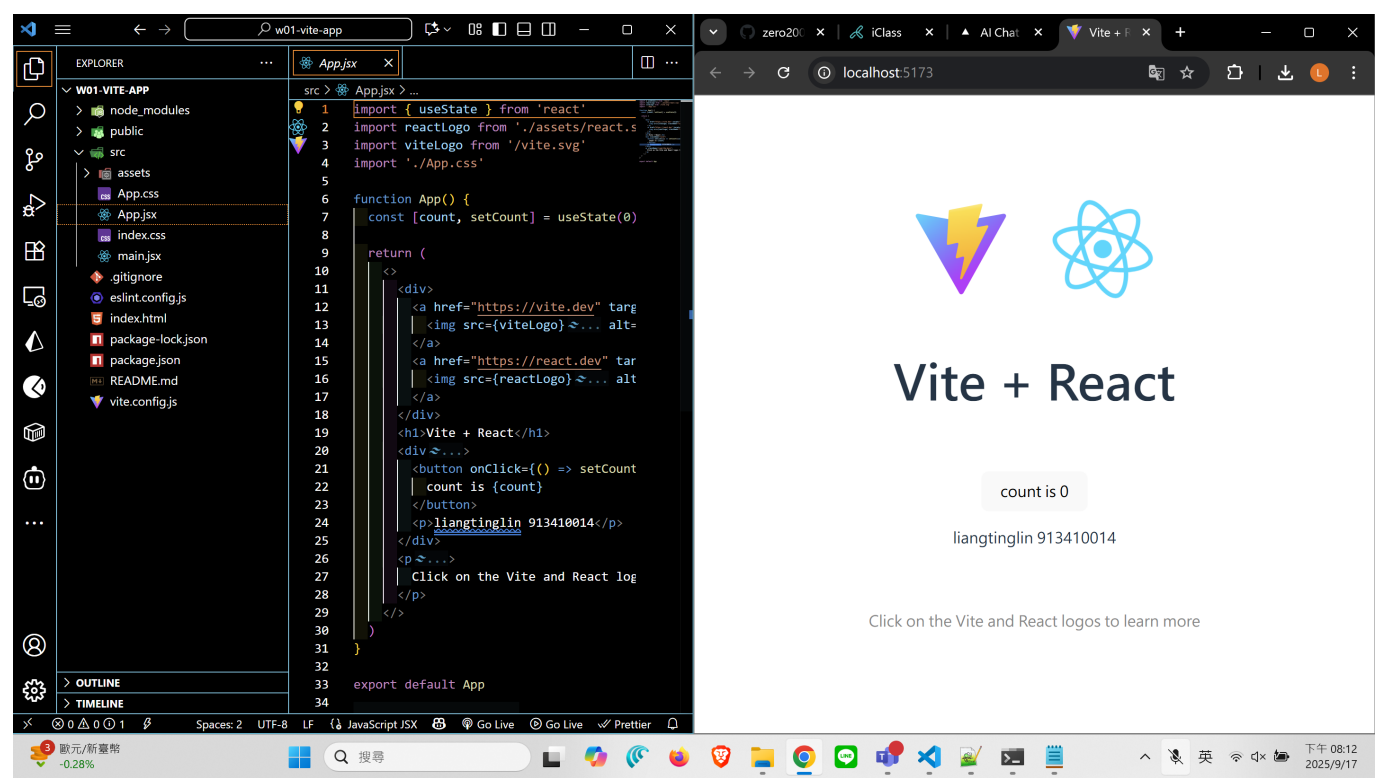 w01-vite-app
EXPLORER
W01-VITE-APP
node_modules
public
src
assets
App.css
App.jsx
index.css
main.jsx
.gitignore
eslint.config.js
index.html
package-lock.json
package.json
README.md
vite.config.js
OUTLINE
TIMELINE
App.jsx
src > App.jsx > ...
1 import { useState } from 'react'
2 import reactLogo from './assets/react.s
3 import viteLogo from '/vite.svg'
4 import './App.css'
5
6 function App() {
7 const [count, setCount] = useState(0)
8
9 return (
10 <>
11 <div>
12 <a href="https://vite.dev" targ
13 <img src={viteLogo} ... alt=
14 </a>
15 <a href="https://react.dev" tar
16 <img src={reactLogo} ... alt
17 </a>
18 </div>
19 <h1>Vite + React</h1>
20 <div ...>
21 <button onClick={() => setCount
22 count is {count}
23 </button>
24 <p>liangtinglin 913410014</p>
25 </div>
26 <p ...>
27 Click on the Vite and React log
28 </p>
29 </>
30 )
31 }
32
33 export default App
34
0 0 1 Spaces: 2 UTF-8 LF JavaScript JSX Go Live Go Live Prettier
zero200 iClass AI Chat Vite + R
localhost:5173
L
Vite + React
count is 0
liangtinglin 913410014
Click on the Vite and React logos to learn more
3
歐元/新臺幣
-0.28%
搜尋
LINE
英
下午 08:12
2025/9/17